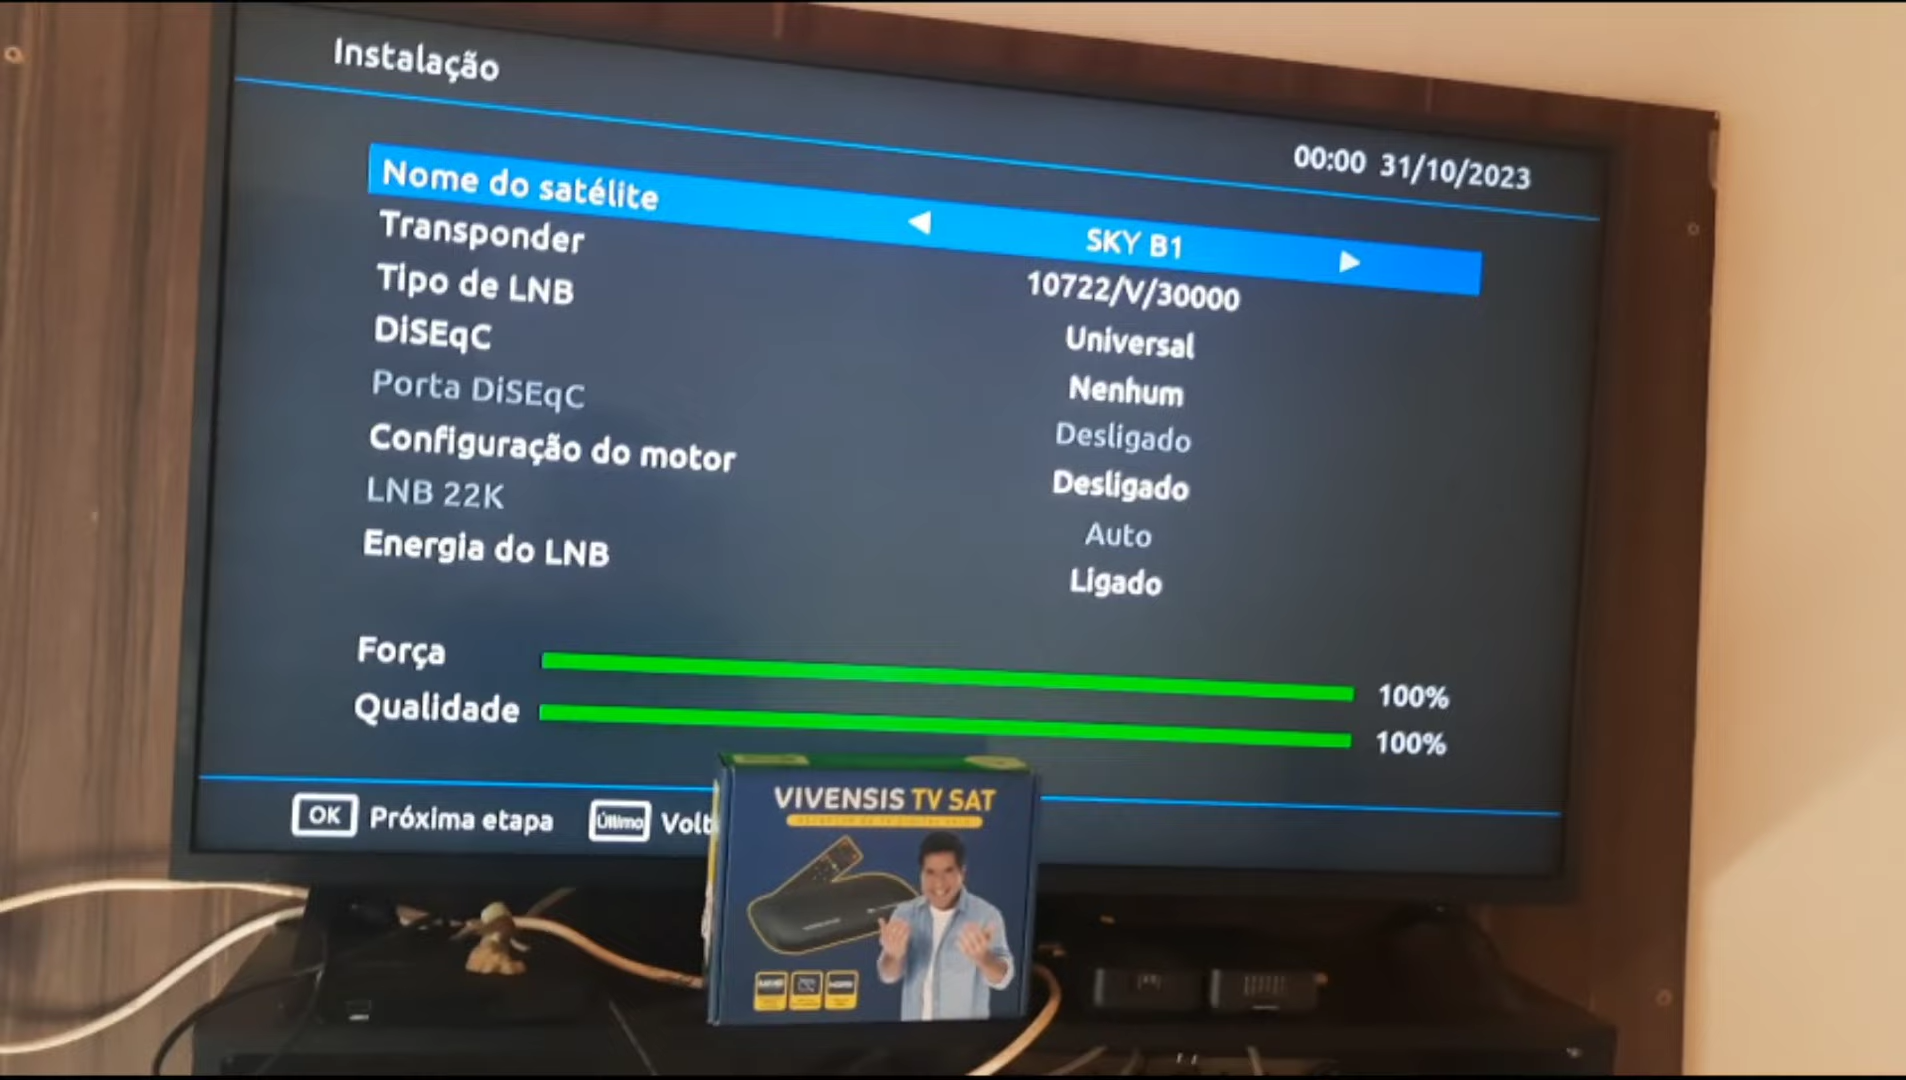 Instalação
00:00 31/10/2023
Nome do satélite SKY B1
Transponder 10722/V/30000
Tipo de LNB Universal
DiSEqC Nenhum
Porta DiSEqC Desligado
Configuração do motor Desligado
LNB 22K Auto
Energia do LNB Ligado
Força 100%
Qualidade 100%
OK Próxima etapa Último Volt
VIVENSIS TV SAT